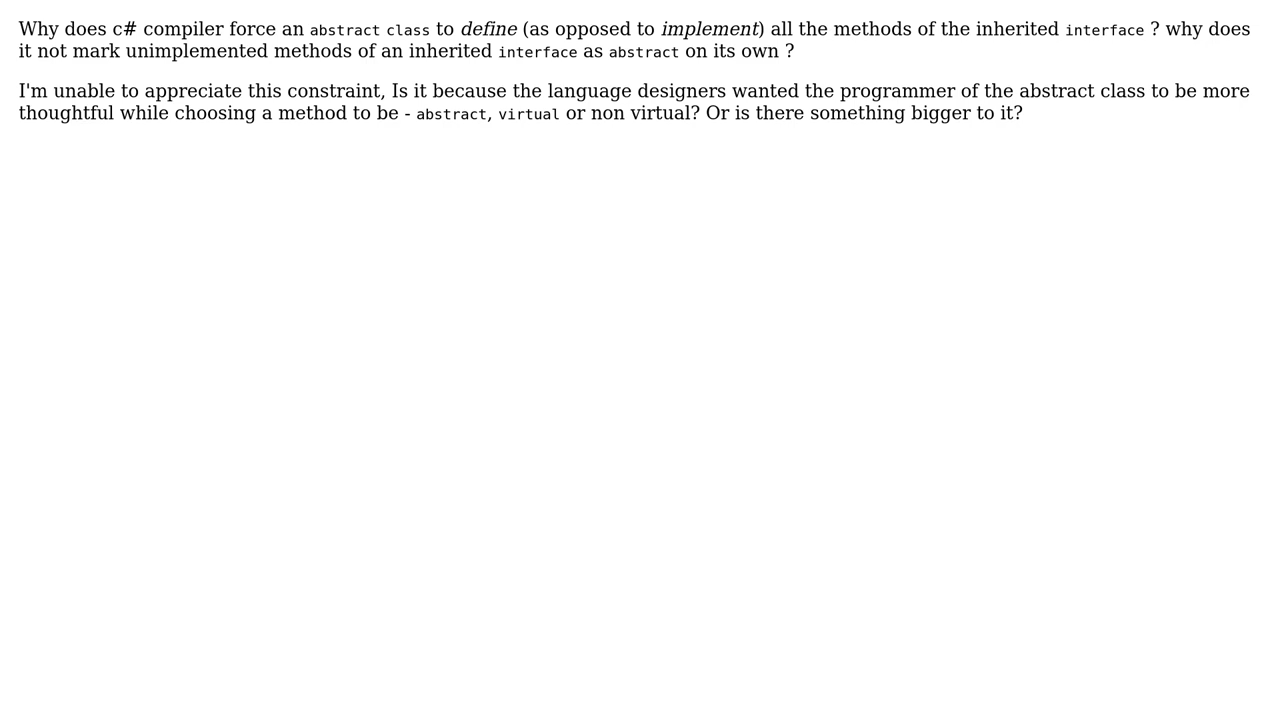 Why does c# compiler force an abstract class to define (as opposed to implement) all the methods of the inherited interface ? why does
it not mark unimplemented methods of an inherited interface as abstract on its own ?
I'm unable to appreciate this constraint, Is it because the language designers wanted the programmer of the abstract class to be more
thoughtful while choosing a method to be - abstract, virtual or non virtual? Or is there something bigger to it?